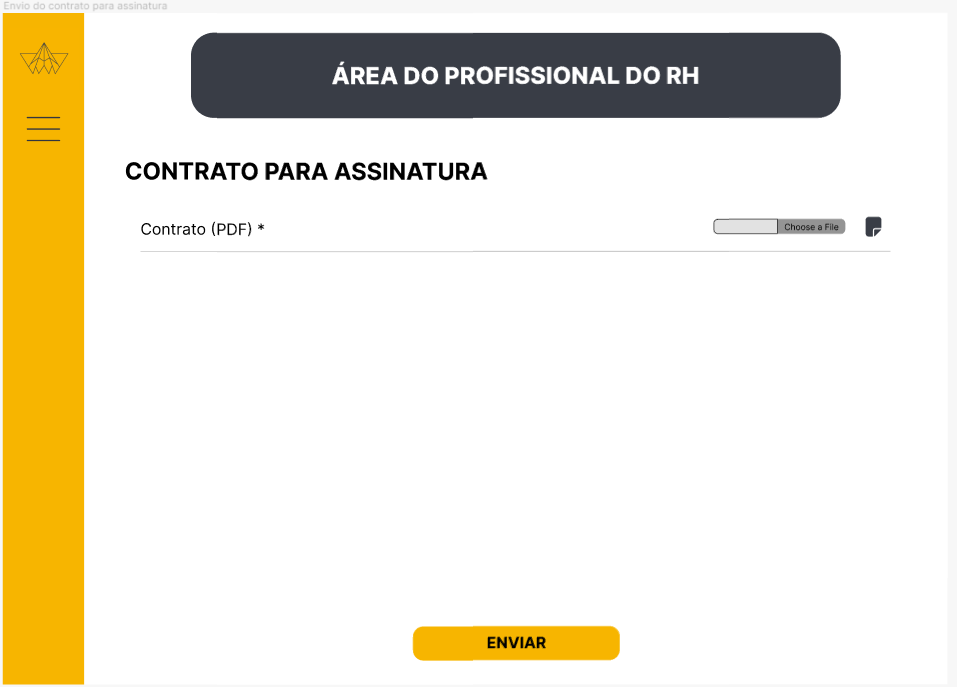 Envio do contrato para assinatura
ÁREA DO PROFISSIONAL DO RH
CONTRATO PARA ASSINATURA
Contrato (PDF) *
Choose a File
ENVIAR